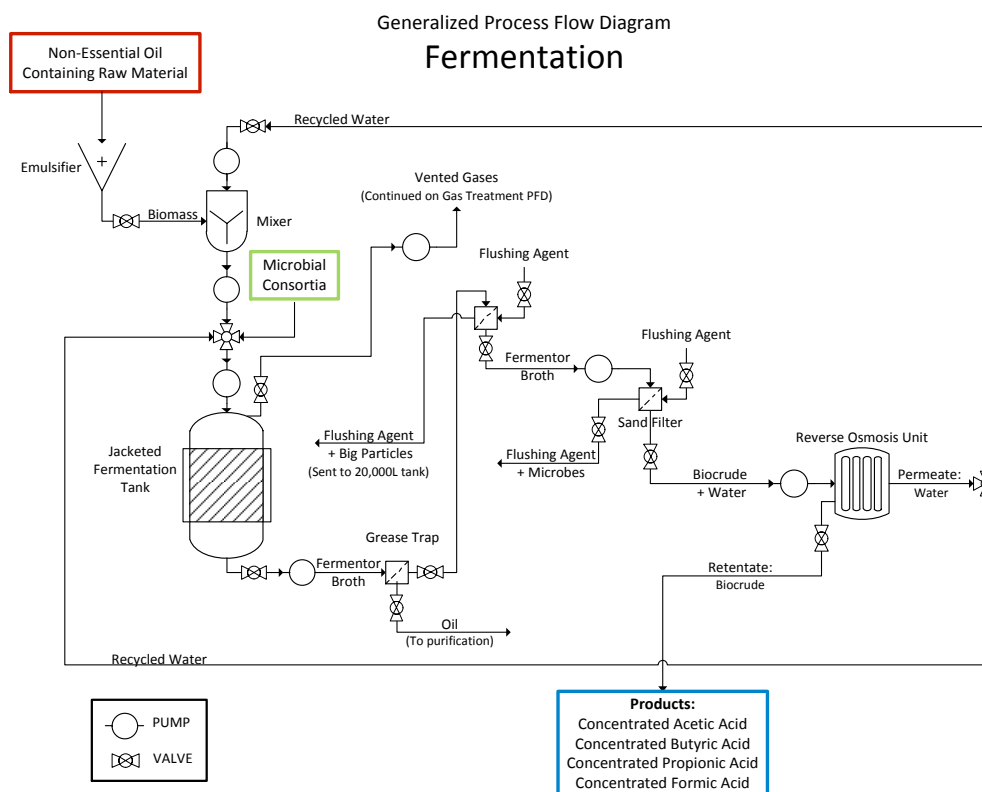 Generalized Process Flow Diagram
Fermentation
Non-Essential Oil
Containing Raw Material
Recycled Water
Emulsifier
+
Biomass
Mixer
Vented Gases
(Continued on Gas Treatment PFD)
Microbial
Consortia
Flushing Agent
Flushing Agent
Fermentor
Broth
Sand Filter
Flushing Agent
+ Big Particles
(Sent to 20,000L tank)
Flushing Agent
+ Microbes
Jacketed
Fermentation
Tank
Reverse Osmosis Unit
Biocrude
+ Water
Permeate:
Water
Grease Trap
Fermentor
Broth
Retentate:
Biocrude
Oil
(To purification)
Recycled Water
PUMP
VALVE
Products:
Concentrated Acetic Acid
Concentrated Butyric Acid
Concentrated Propionic Acid
Concentrated Formic Acid